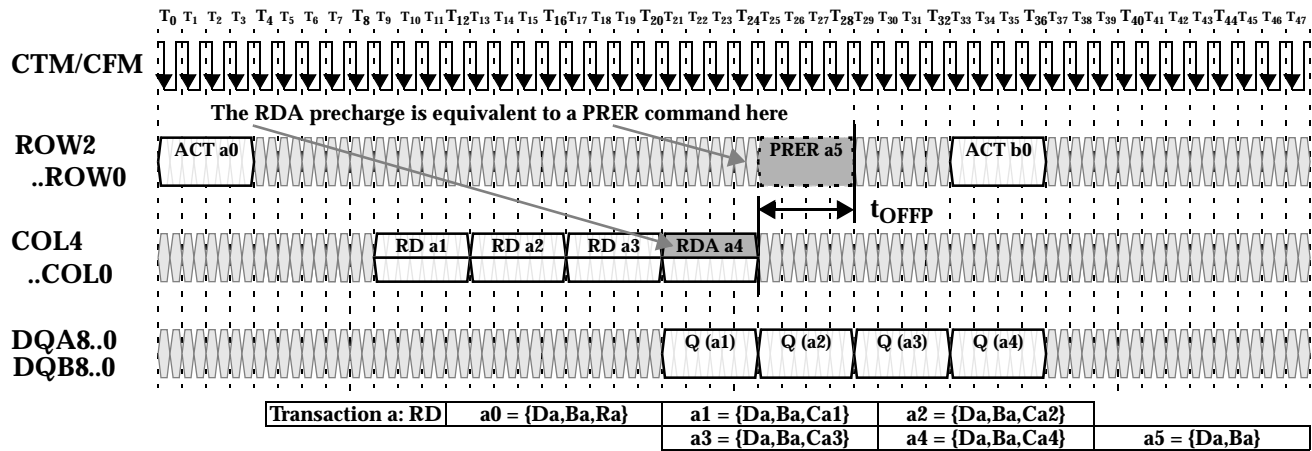 T0 T1 T2 T3 T4 T5 T6 T7 T8 T9 T10 T11 T12 T13 T14 T15 T16 T17 T18 T19 T20 T21 T22 T23 T24 T25 T26 T27 T28 T29 T30 T31 T32 T33 T34 T35 T36 T37 T38 T39 T40 T41 T42 T43 T44 T45 T46 T47
CTM/CFM
The RDA precharge is equivalent to a PRER command here
ROW2 ACT a0 PRER a5 ACT b0
..ROW0
tOFFP
COL4 RD a1 RD a2 RD a3 RDA a4
..COL0
DQA8..0 Q (a1) Q (a2) Q (a3) Q (a4)
DQB8..0
Transaction a: RD a0 = {Da,Ba,Ra} a1 = {Da,Ba,Ca1} a2 = {Da,Ba,Ca2}
a3 = {Da,Ba,Ca3} a4 = {Da,Ba,Ca4} a5 = {Da,Ba}